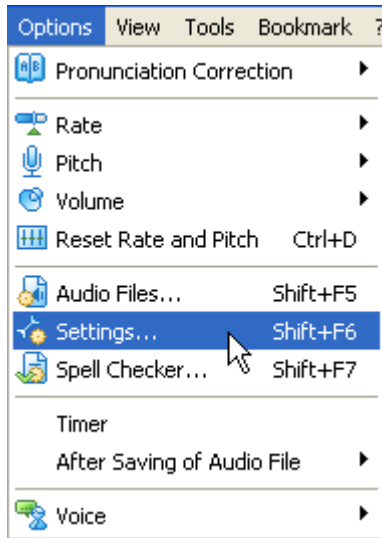 Options View Tools Bookmark ?
Pronunciation Correction
Rate
Pitch
Volume
Reset Rate and Pitch Ctrl+D
Audio Files... Shift+F5
Settings... Shift+F6
Spell Checker... Shift+F7
Timer
After Saving of Audio File
Voice